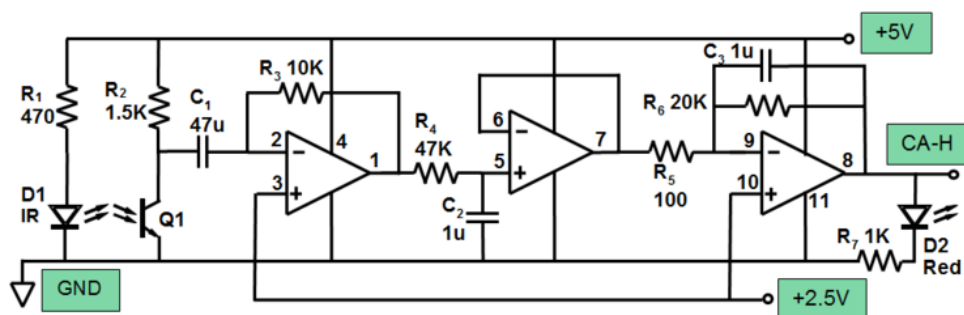 +5V
C3 1u
R3 10K
R1
470
R2
1.5K
C1
47u
R6 20K
R4
47K
2
4
1
3
6
7
5
9
8
10
11
CA-H
R5
100
D1
IR
Q1
C2
1u
R7 1K
D2
Red
GND
+2.5V